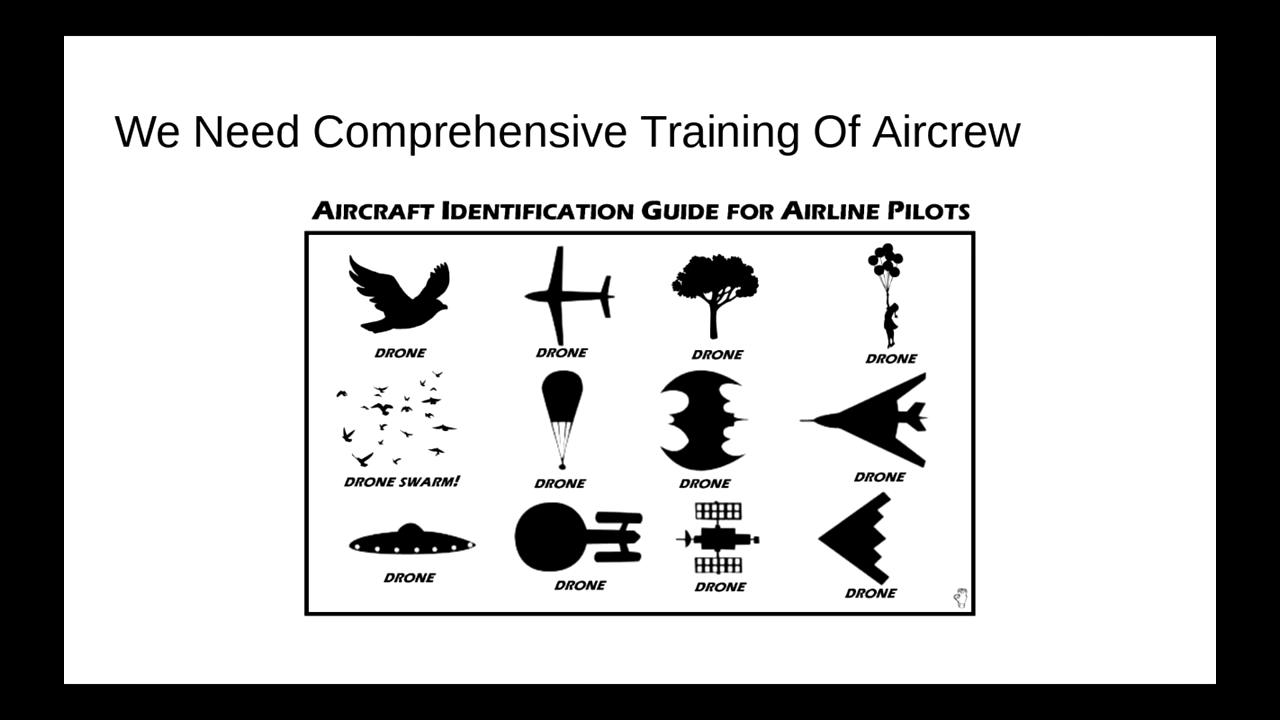 We Need Comprehensive Training Of Aircrew
AIRCRAFT IDENTIFICATION GUIDE FOR AIRLINE PILOTS
DRONE
DRONE
DRONE
DRONE
DRONE SWARM!
DRONE
DRONE
DRONE
DRONE
DRONE
DRONE
DRONE